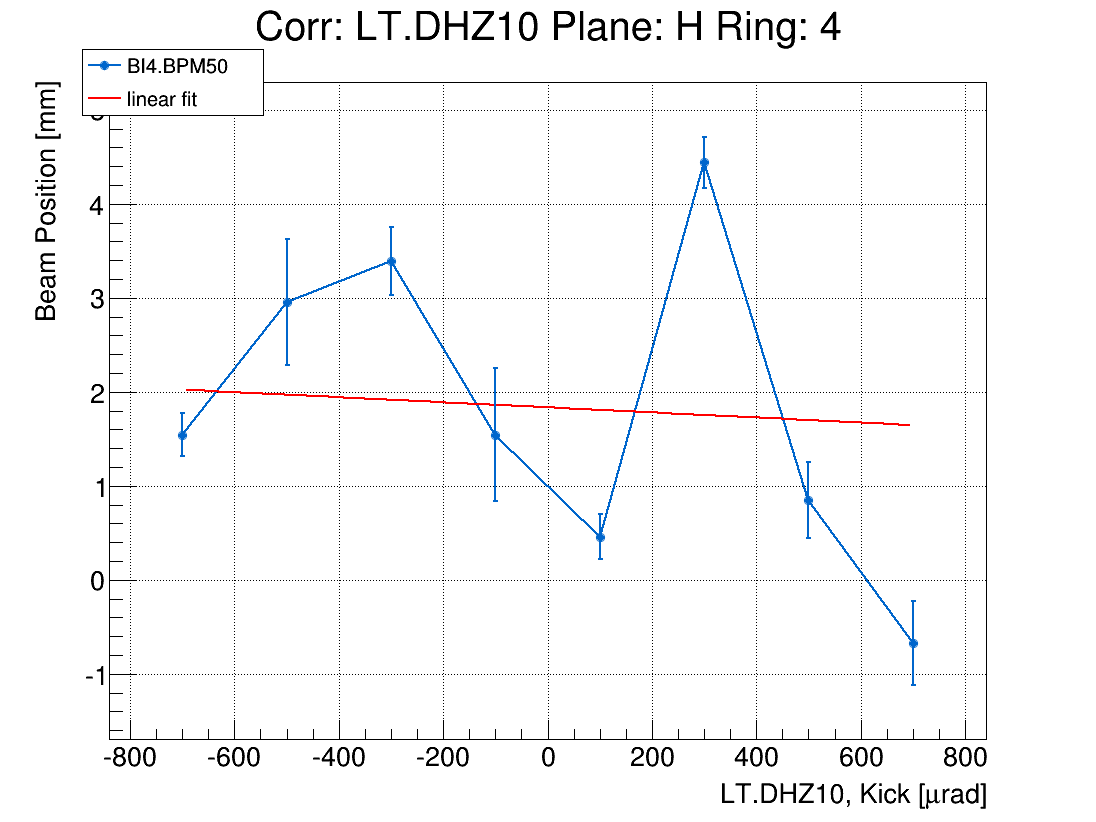 Corr: LT.DHZ10 Plane: H Ring: 4
BI4.BPM50
linear fit
Beam Position [mm]
4
3
2
1
0
-1
-800 -600 -400 -200 0 200 400 600 800
LT.DHZ10, Kick [μrad]